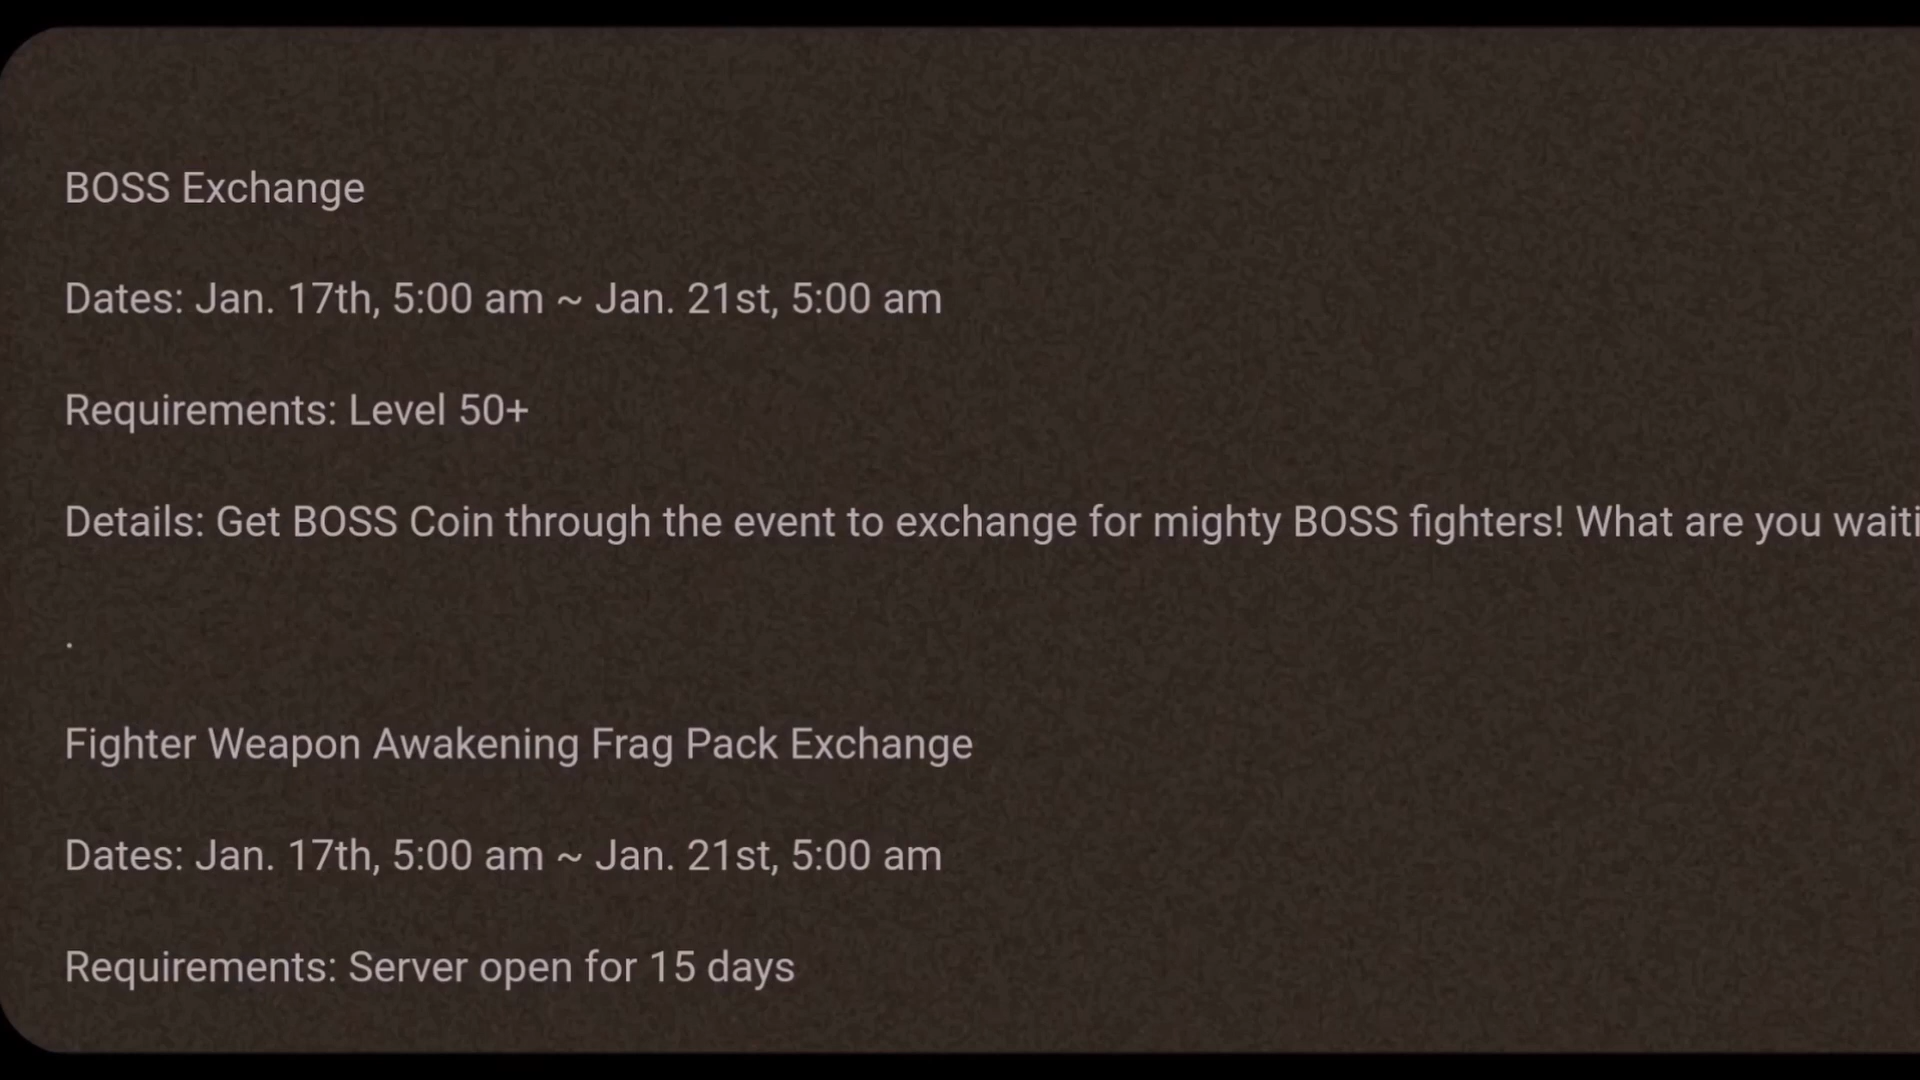 BOSS Exchange
Dates: Jan. 17th, 5:00 am ~ Jan. 21st, 5:00 am
Requirements: Level 50+
Details: Get BOSS Coin through the event to exchange for mighty BOSS fighters! What are you waiti
.
Fighter Weapon Awakening Frag Pack Exchange
Dates: Jan. 17th, 5:00 am ~ Jan. 21st, 5:00 am
Requirements: Server open for 15 days